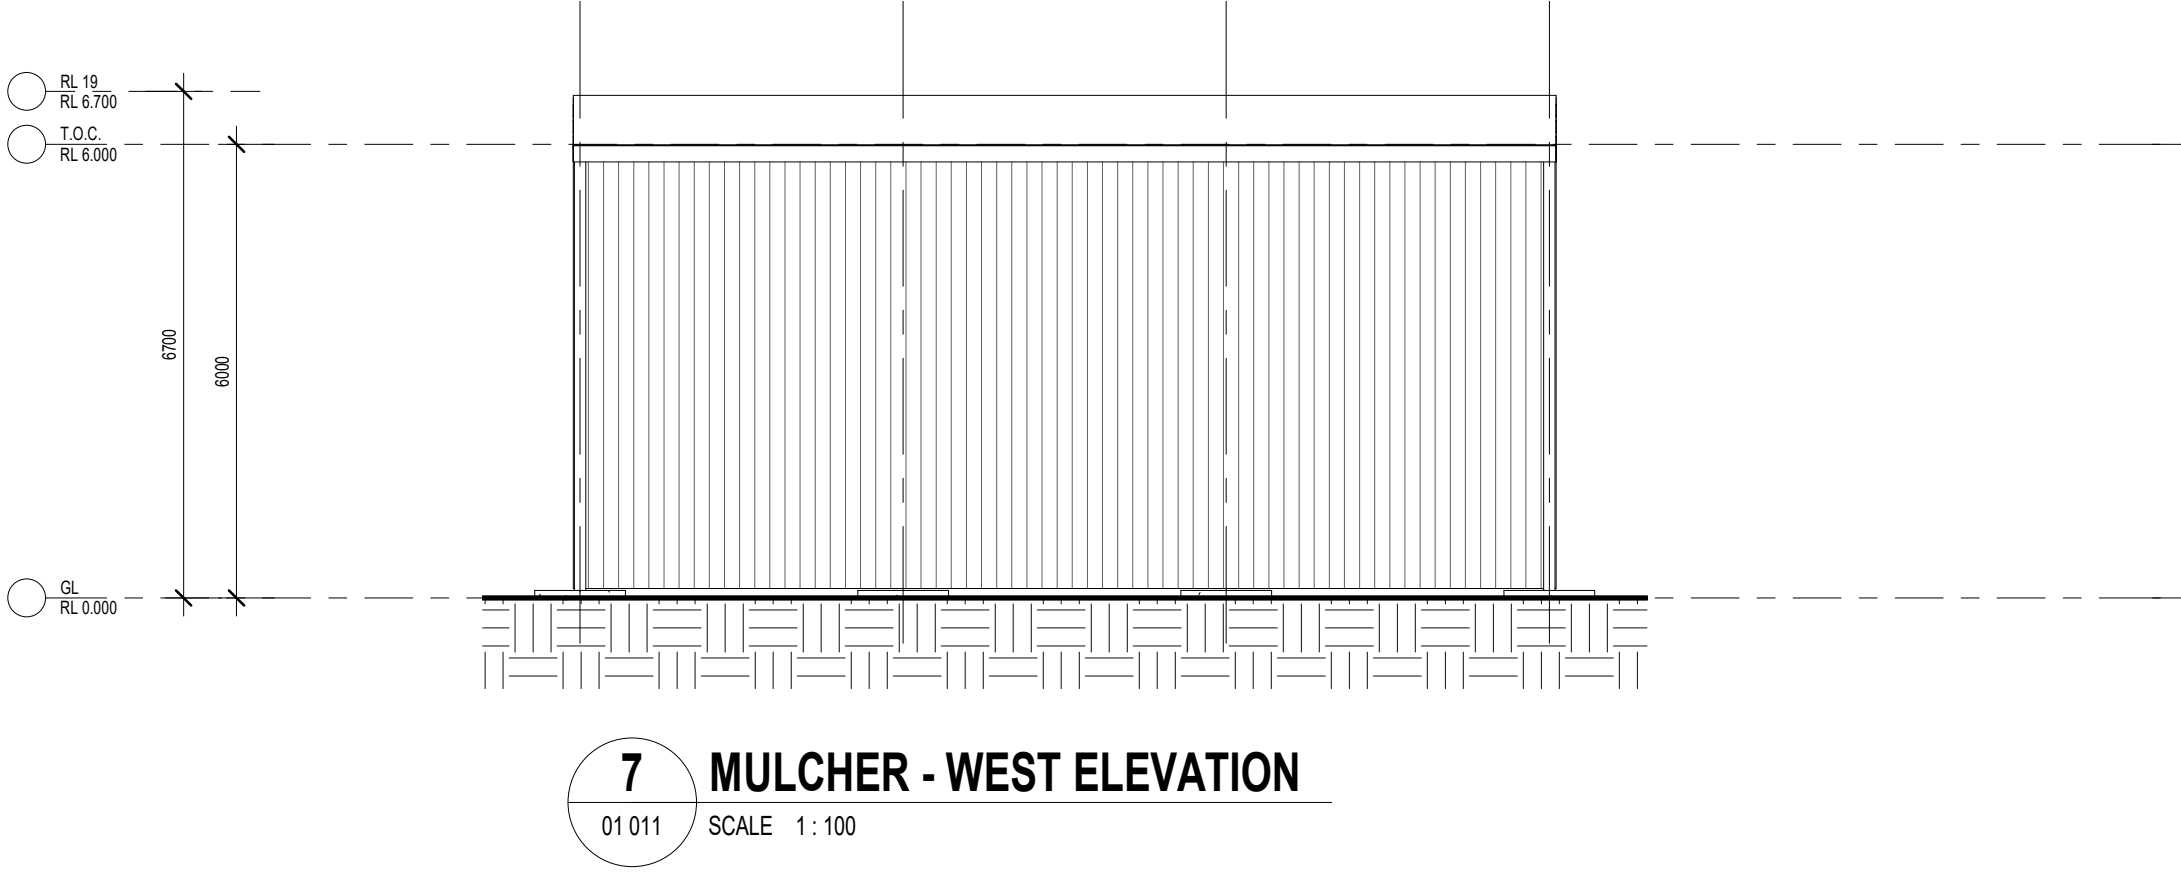 RL 19
RL 6.700
T.O.C.
RL 6.000
6700
6000
GL
RL 0.000
7
MULCHER - WEST ELEVATION
01 011
SCALE 1 : 100